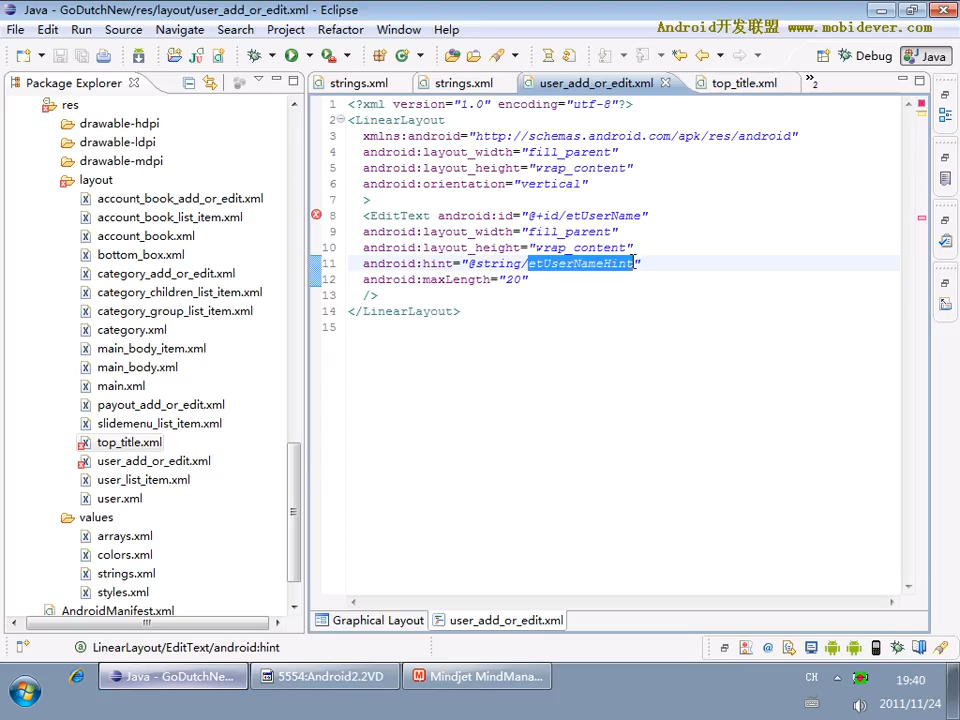 Java - GoDutchNew/res/layout/user_add_or_edit.xml - Eclipse
File Edit Run Source Navigate Search Project Refactor Window Help
Android开发联盟 www.mobidever.com
Debug
Java
Package Explorer
strings.xml
strings.xml
user_add_or_edit.xml
top_title.xml
2
res
drawable-hdpi
drawable-ldpi
drawable-mdpi
layout
account_book_add_or_edit.xml
account_book_list_item.xml
account_book.xml
bottom_box.xml
category_add_or_edit.xml
category_children_list_item.xml
category_group_list_item.xml
category.xml
main_body_item.xml
main_body.xml
main.xml
payout_add_or_edit.xml
slidemenu_list_item.xml
top_title.xml
user_add_or_edit.xml
user_list_item.xml
user.xml
values
arrays.xml
colors.xml
strings.xml
styles.xml
AndroidManifest.xml
1 <?xml version="1.0" encoding="utf-8"?>
2 <LinearLayout
3 xmlns:android="http://schemas.android.com/apk/res/android"
4 android:layout_width="fill_parent"
5 android:layout_height="wrap_content"
6 android:orientation="vertical"
7 >
8 <EditText android:id="@+id/etUserName"
9 android:layout_width="fill_parent"
10 android:layout_height="wrap_content"
11 android:hint="@string/etUserNameHint"
12 android:maxLength="20"
13 />
14 </LinearLayout>
15
Graphical Layout
user_add_or_edit.xml
LinearLayout/EditText/android:hint
Java - GoDutchNe...
5554:Android2.2VD
Mindjet MindMana...
CH
19:40
2011/11/24